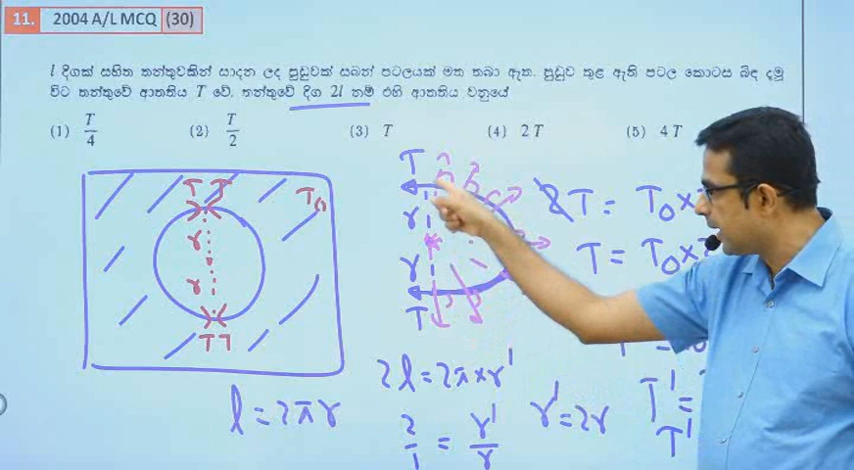 11. 2004 A/L MCQ (30)
l දිගක් සහිත තන්තුවකින් සාදන ලද පුඩුවක් සබන් පටලයක් මත තබා ඇත. පුඩුව තුළ ඇති පටල කොටස බිඳ දැමූ
විට තන්තුවේ ආතතිය T වේ. තන්තුවේ දිග 2l නම් එහි ආතතිය වනුයේ
(1) T/4 (2) T/2 (3) T (4) 2T (5) 4T
T T T₀
r
r
T T
T
r
r
T
2T = T₀ ×
T = T₀ ×
l = 2πr
2l = 2π×r'
2/1 = r'/r
r' = 2r
T' =
T'